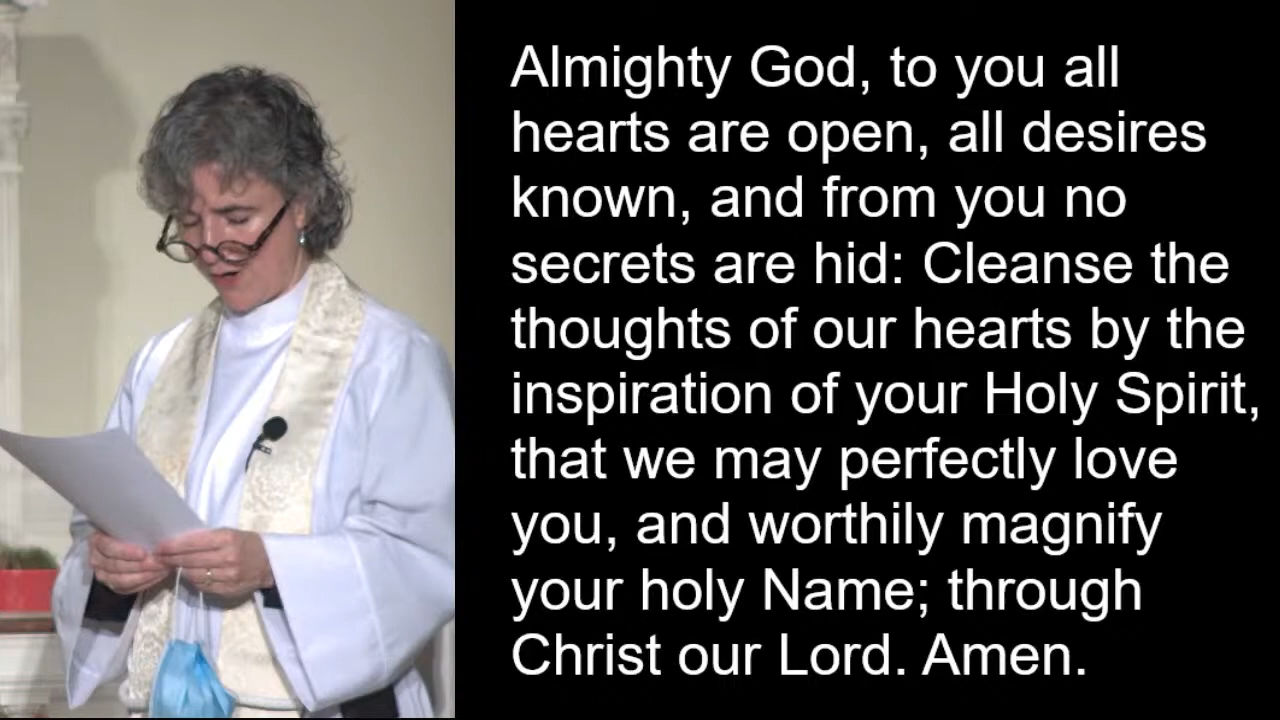 Almighty God, to you all
hearts are open, all desires
known, and from you no
secrets are hid: Cleanse the
thoughts of our hearts by the
inspiration of your Holy Spirit,
that we may perfectly love
you, and worthily magnify
your holy Name; through
Christ our Lord. Amen.